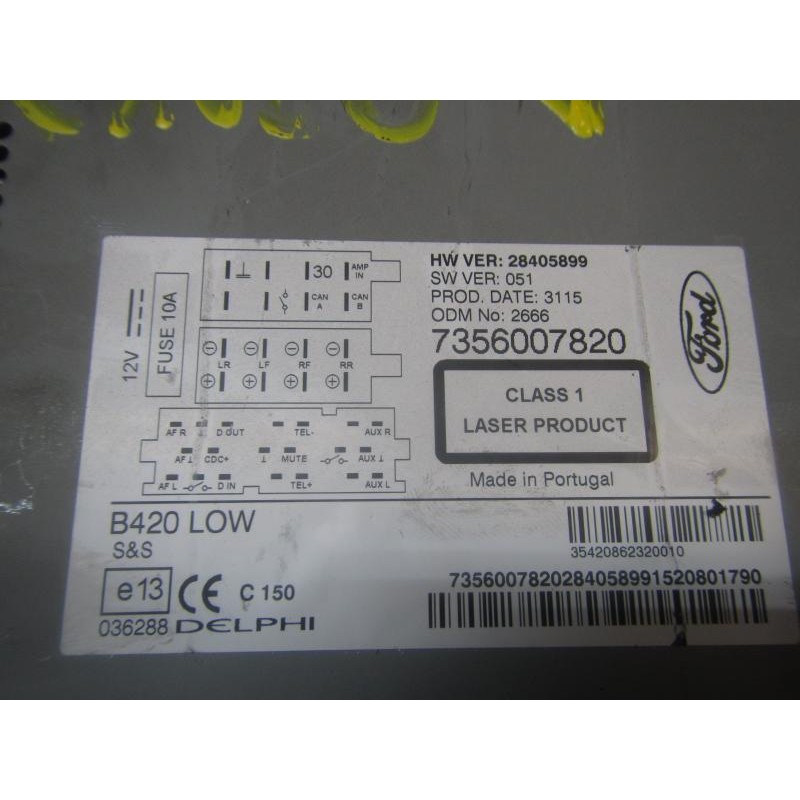 12V
FUSE 10A
30 AMP IN
CAN A CAN B
LR LF RF RR
AF R D OUT TEL- AUX R
AF CDC+ MUTE AUX
AF L D IN TEL+ AUX L
HW VER: 28405899
SW VER: 051
PROD. DATE: 3115
ODM No: 2666
7356007820
Ford
CLASS 1
LASER PRODUCT
Made in Portugal
B420 LOW
S&S
35420862320010
e13 CE C 150
036288 DELPHI
7356007820284058991520801790